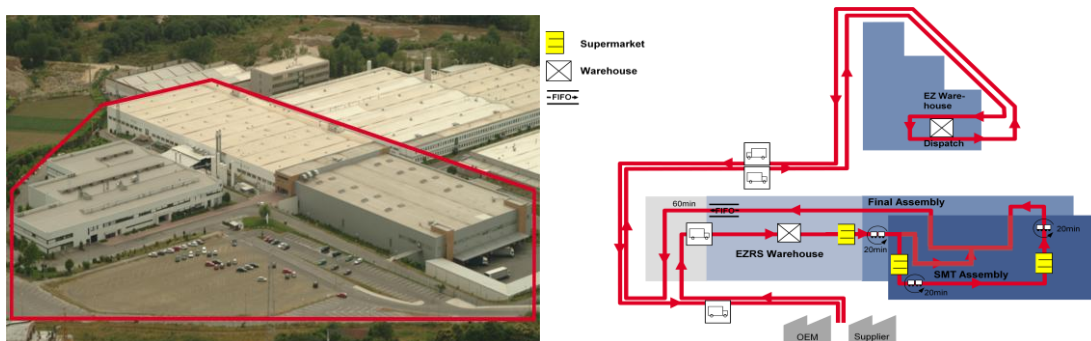 Supermarket
Warehouse
FIFO
EZ Ware-
house
Dispatch
60min
FIFO
Final Assembly
20min
20min
EZRS Warehouse
SMT Assembly
20min
OEM
Supplier